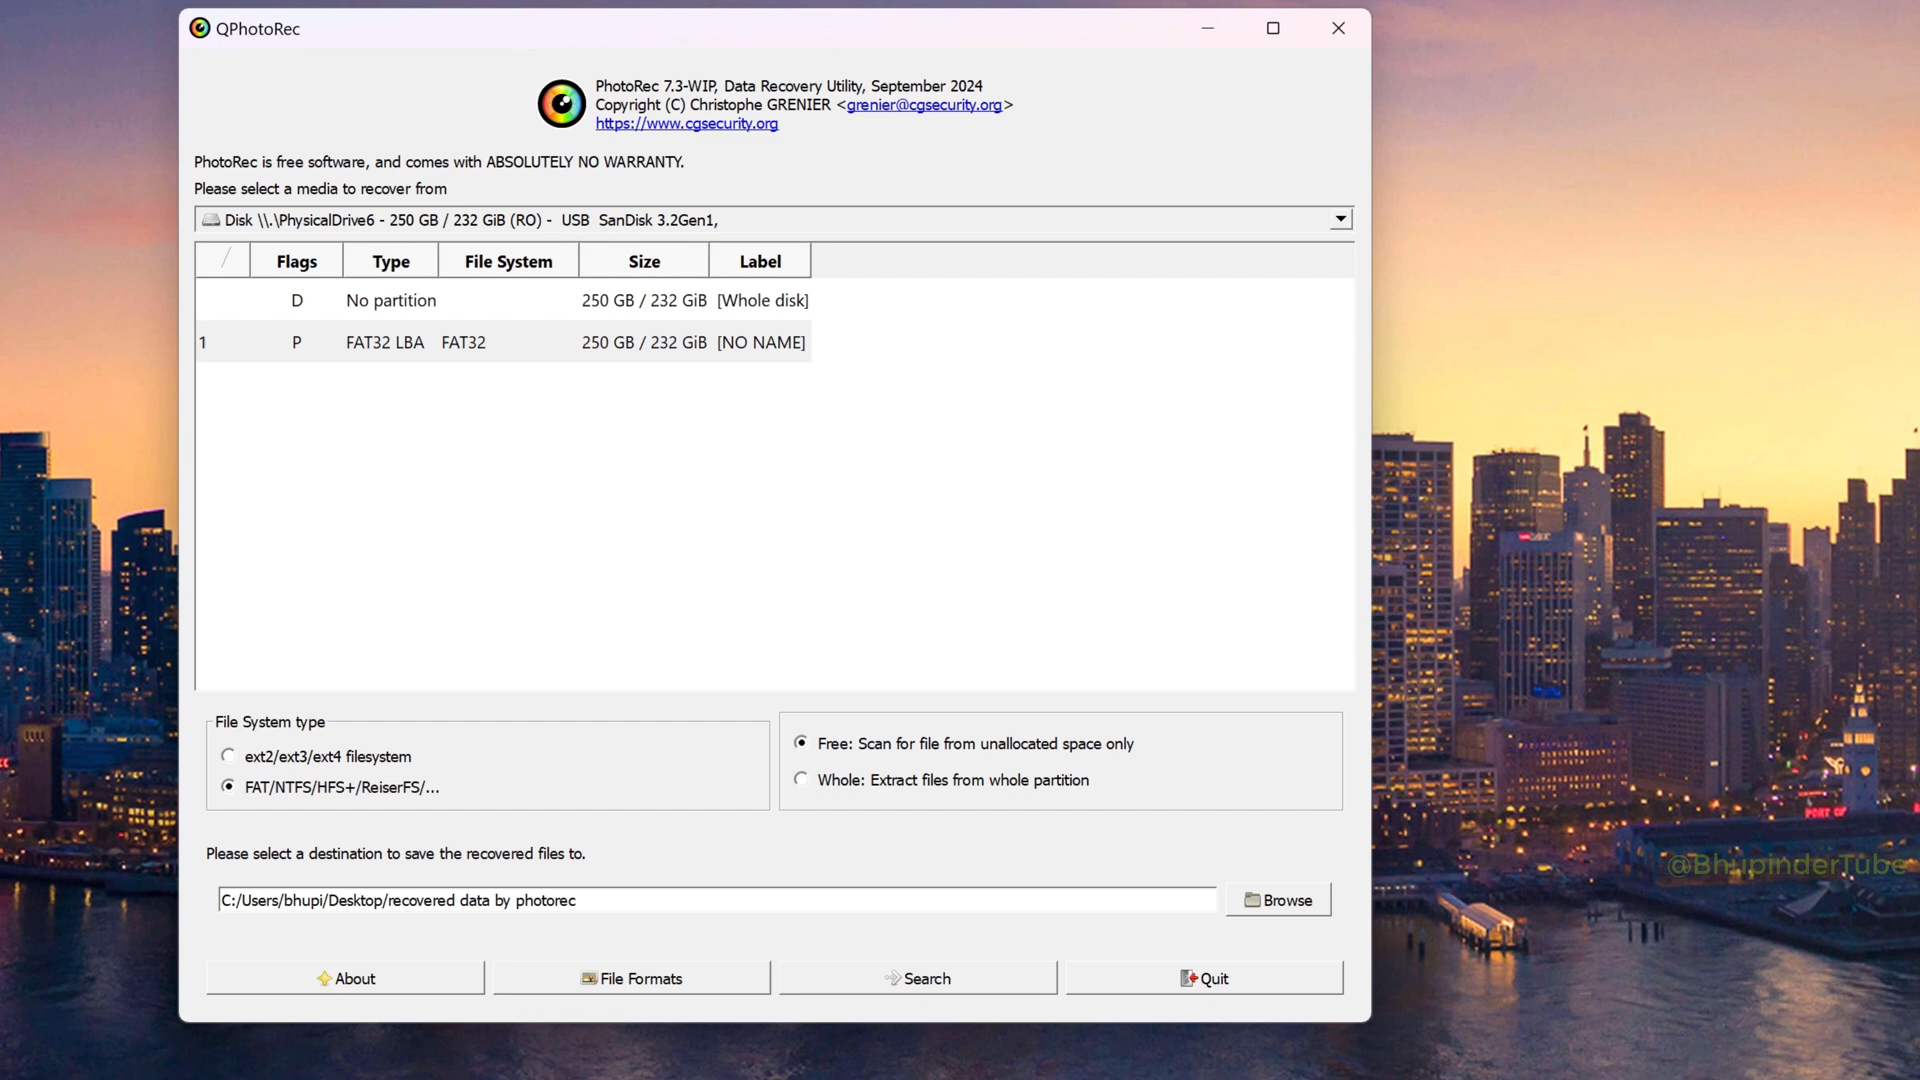 QPhotoRec
PhotoRec 7.3-WIP, Data Recovery Utility, September 2024
Copyright (C) Christophe GRENIER <grenier@cgsecurity.org>
https://www.cgsecurity.org
PhotoRec is free software, and comes with ABSOLUTELY NO WARRANTY.
Please select a media to recover from
Disk \\.\PhysicalDrive6 - 250 GB / 232 GiB (RO) - USB SanDisk 3.2Gen1,
Flags Type File System Size Label
D No partition 250 GB / 232 GiB [Whole disk]
1 P FAT32 LBA FAT32 250 GB / 232 GiB [NO NAME]
File System type
ext2/ext3/ext4 filesystem
FAT/NTFS/HFS+/ReiserFS/...
Free: Scan for file from unallocated space only
Whole: Extract files from whole partition
Please select a destination to save the recovered files to.
C:/Users/bhupi/Desktop/recovered data by photorec
Browse
About File Formats Search Quit
PORT OF
@BhupinderTube